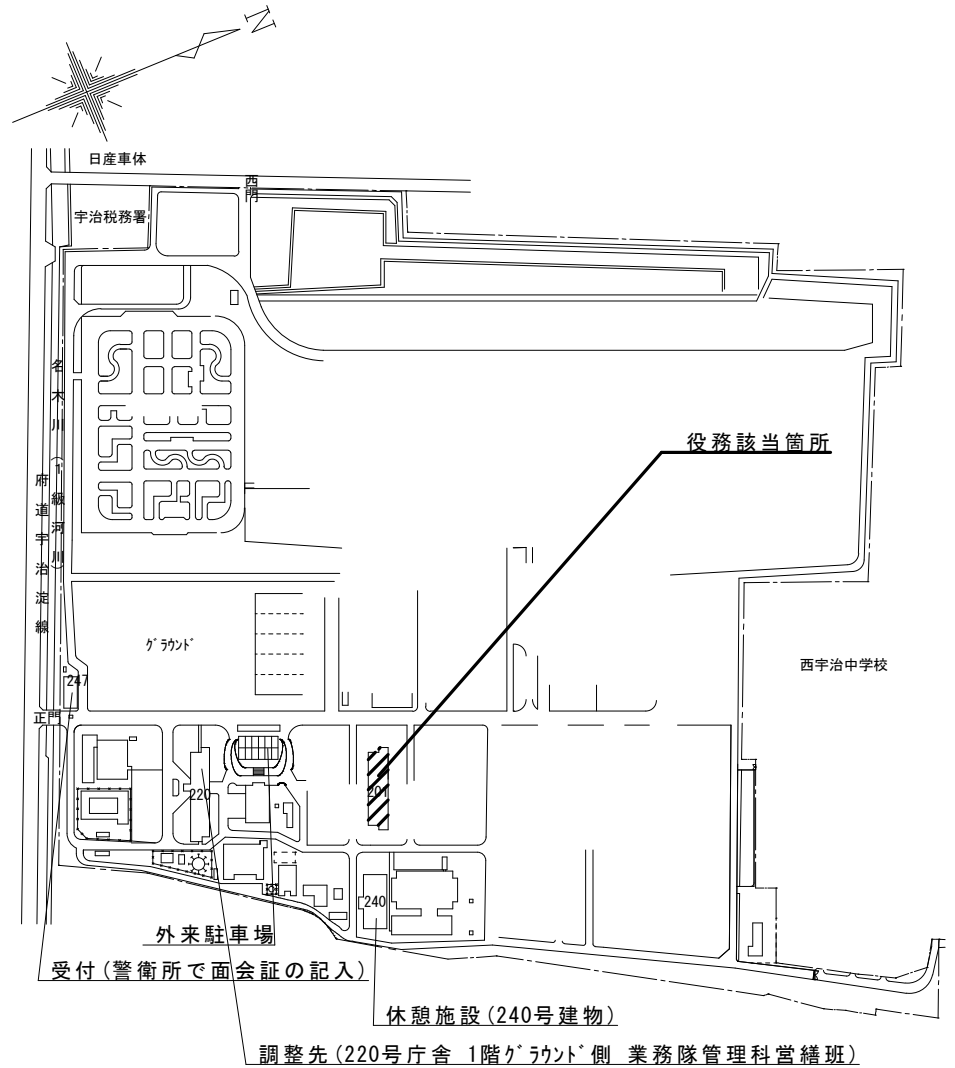 N
日産車体
西門
宇治税務署
名木川(1級河川)
府道宇治淀線
役務該当箇所
グラウンド
西宇治中学校
247
正門
220
201
240
外来駐車場
受付(警衛所で面会証の記入)
休憩施設(240号建物)
調整先(220号庁舎 1階グラウンド側 業務隊管理科営繕班)